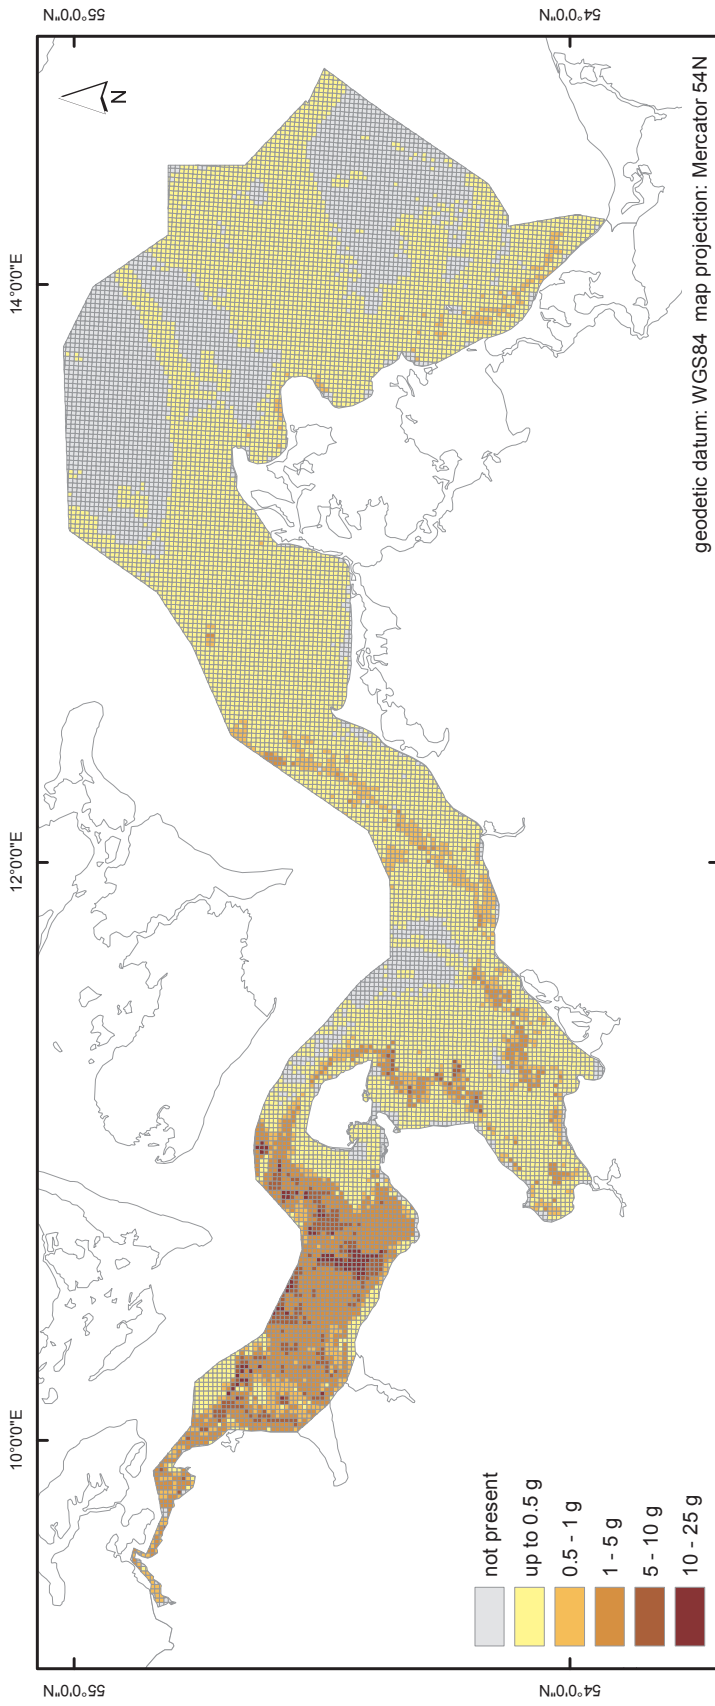 10°0'0"E
12°0'0"E
14°0'0"E
55°0'0"N
55°0'0"N
54°0'0"N
54°0'0"N
N
not present
up to 0.5 g
0.5 - 1 g
1 - 5 g
5 - 10 g
10 - 25 g
geodetic datum: WGS84 map projection: Mercator 54N